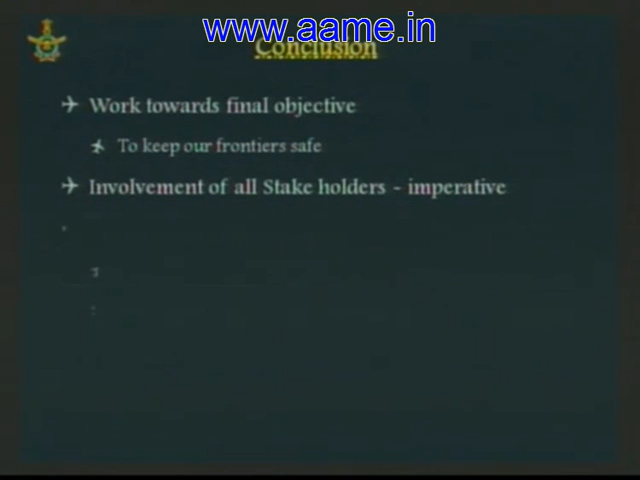 www.aame.in
Conclusion
Work towards final objective
To keep our frontiers safe
Involvement of all Stake holders - imperative